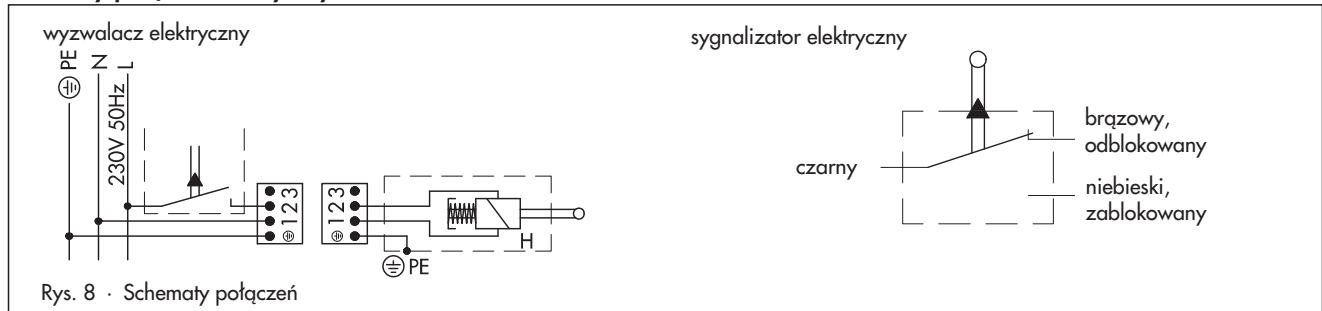 wyzwalacz elektryczny
PE
N
L
230V 50Hz
1 2 3
1 2 3
H
PE
sygnalizator elektryczny
czarny
brązowy,
odblokowany
niebieski,
zablokowany
Rys. 8 · Schematy połączeń